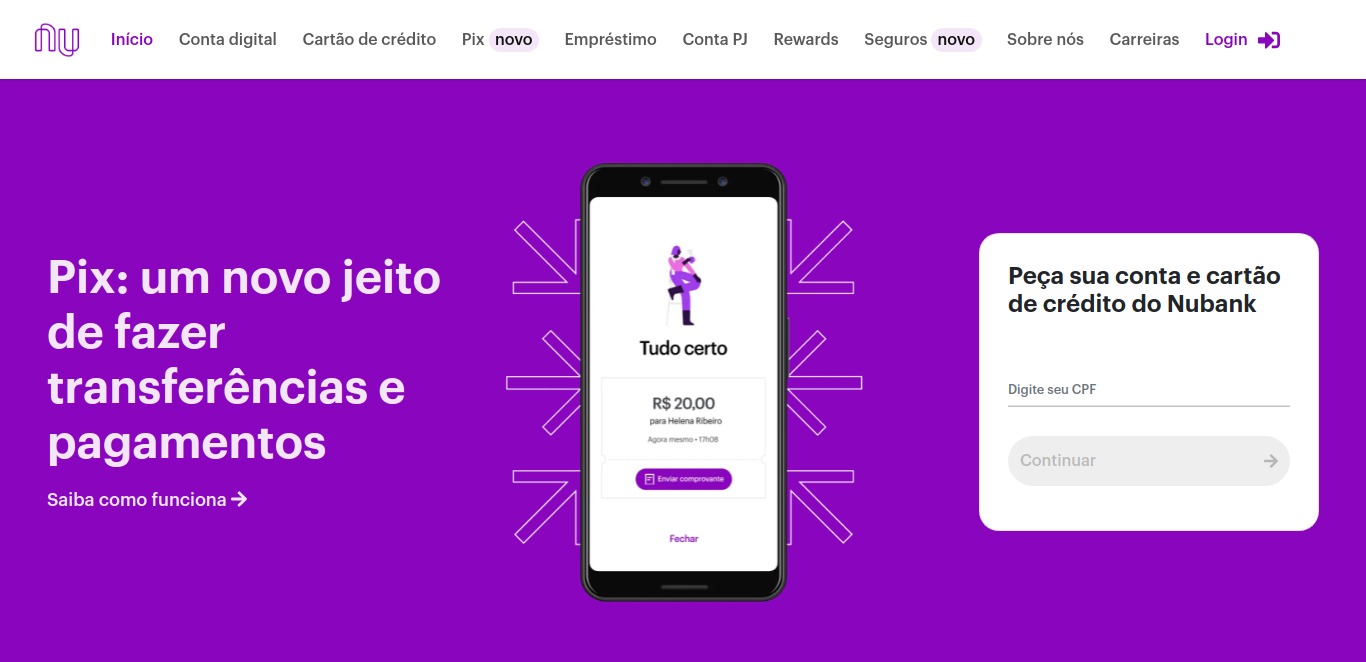 nu
Início Conta digital Cartão de crédito Pix novo Empréstimo Conta PJ Rewards Seguros novo Sobre nós Carreiras Login
Pix: um novo jeito
de fazer
transferências e
pagamentos
Saiba como funciona
Tudo certo
R$ 20,00
para Helena Ribeiro
Agora mesmo • 17h08
Enviar comprovante
Fechar
Peça sua conta e cartão
de crédito do Nubank
Digite seu CPF
Continuar